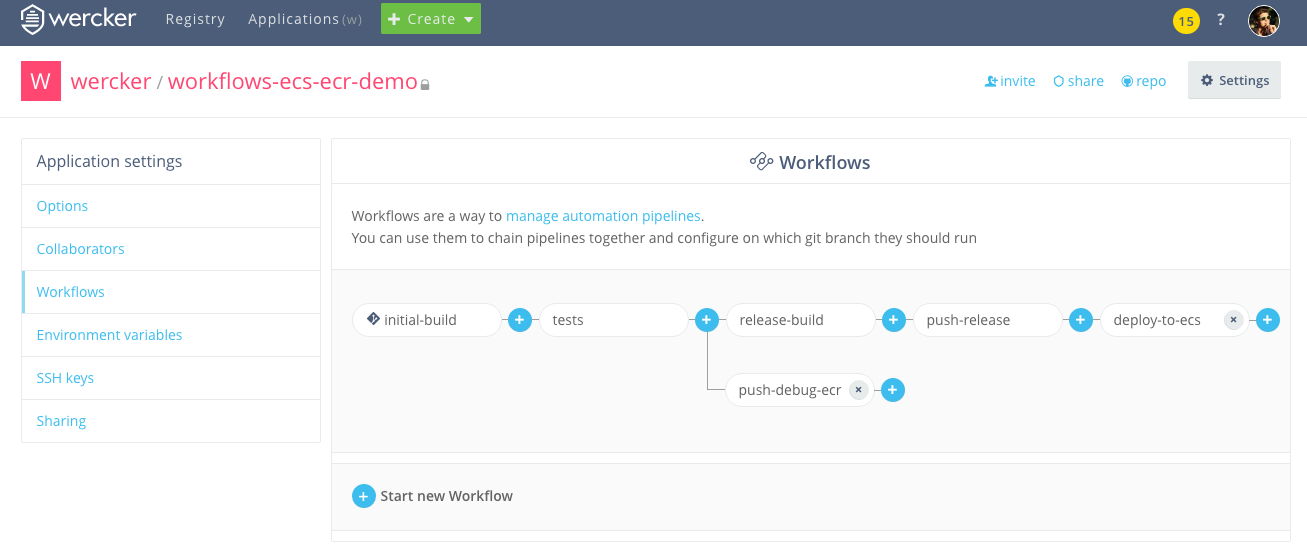 wercker Registry Applications (w) + Create 15 ?
W wercker / workflows-ecs-ecr-demo invite share repo Settings
Application settings
Options
Collaborators
Workflows
Environment variables
SSH keys
Sharing
Workflows
Workflows are a way to manage automation pipelines.
You can use them to chain pipelines together and configure on which git branch they should run
initial-build + tests + release-build + push-release + deploy-to-ecs × +
push-debug-ecr × +
+ Start new Workflow